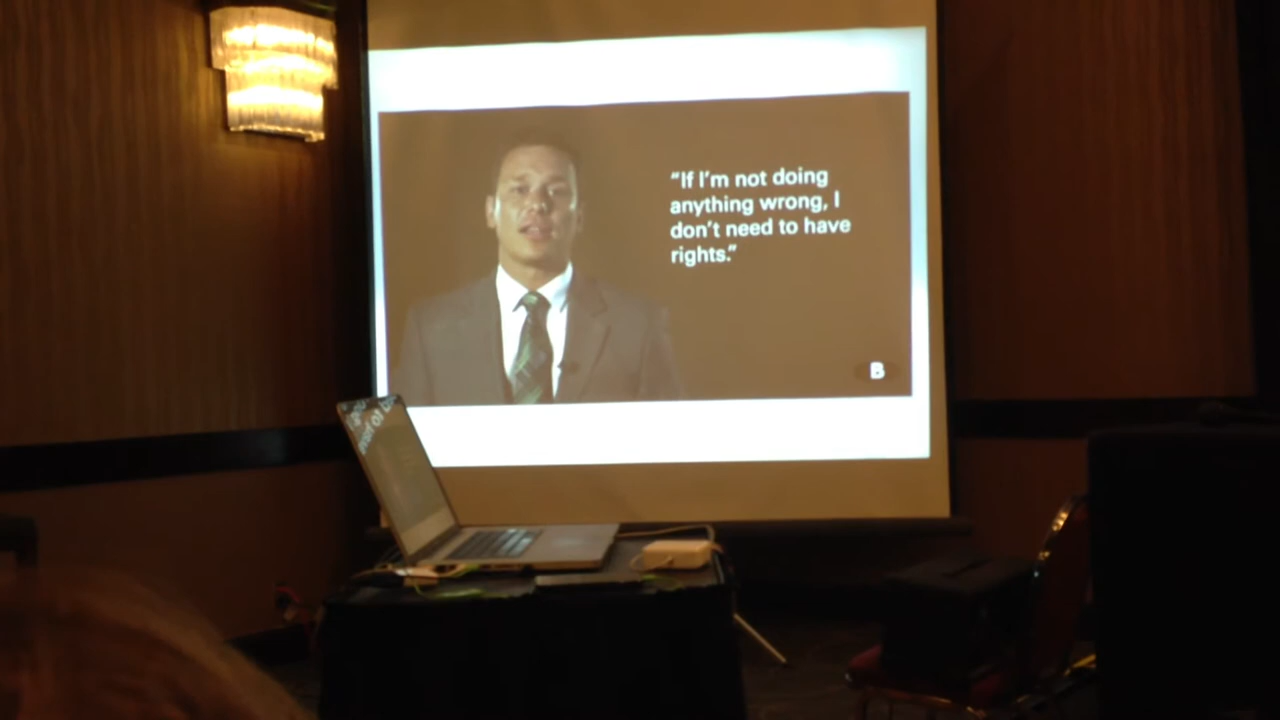 “If I’m not doing
anything wrong, I
don’t need to have
rights.”
B